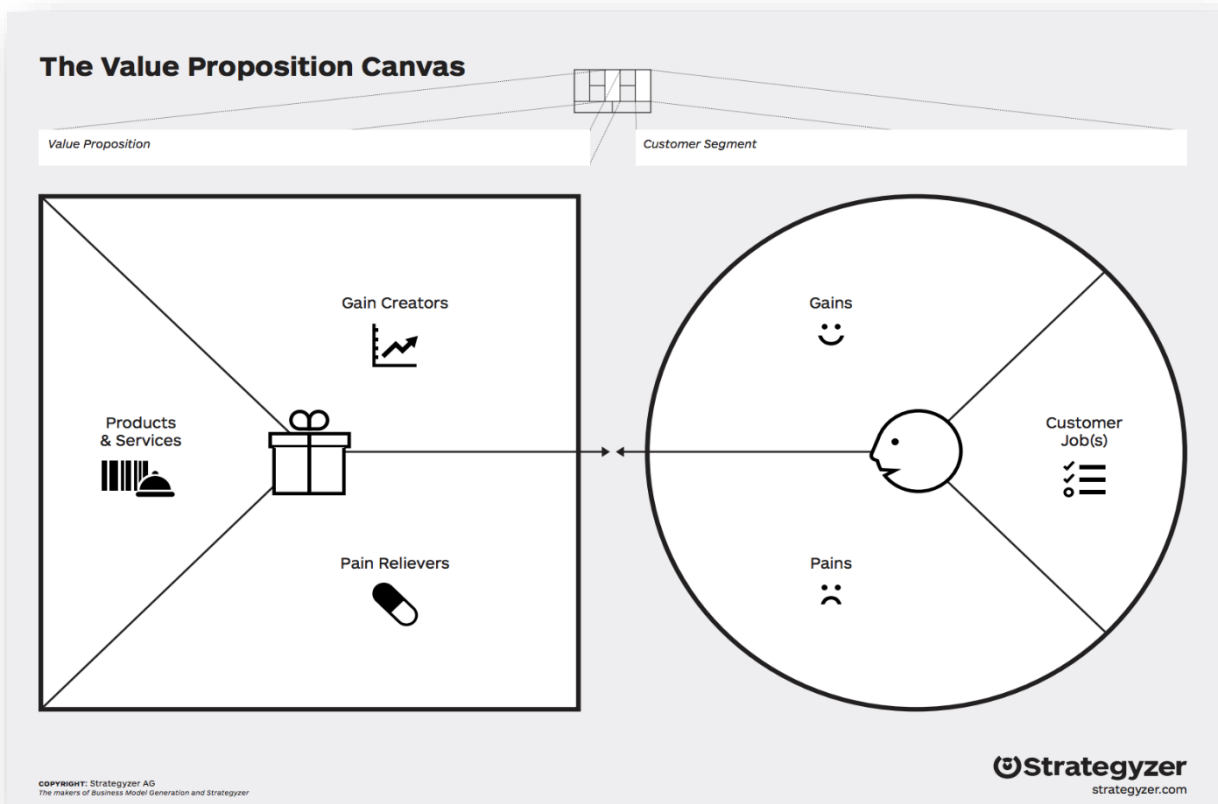 The Value Proposition Canvas
Value Proposition
Customer Segment
Gain Creators
Gains
Products
& Services
Customer
Job(s)
Pain Relievers
Pains
COPYRIGHT: Strategyzer AG
The makers of Business Model Generation and Strategyzer
Strategyzer
strategyzer.com